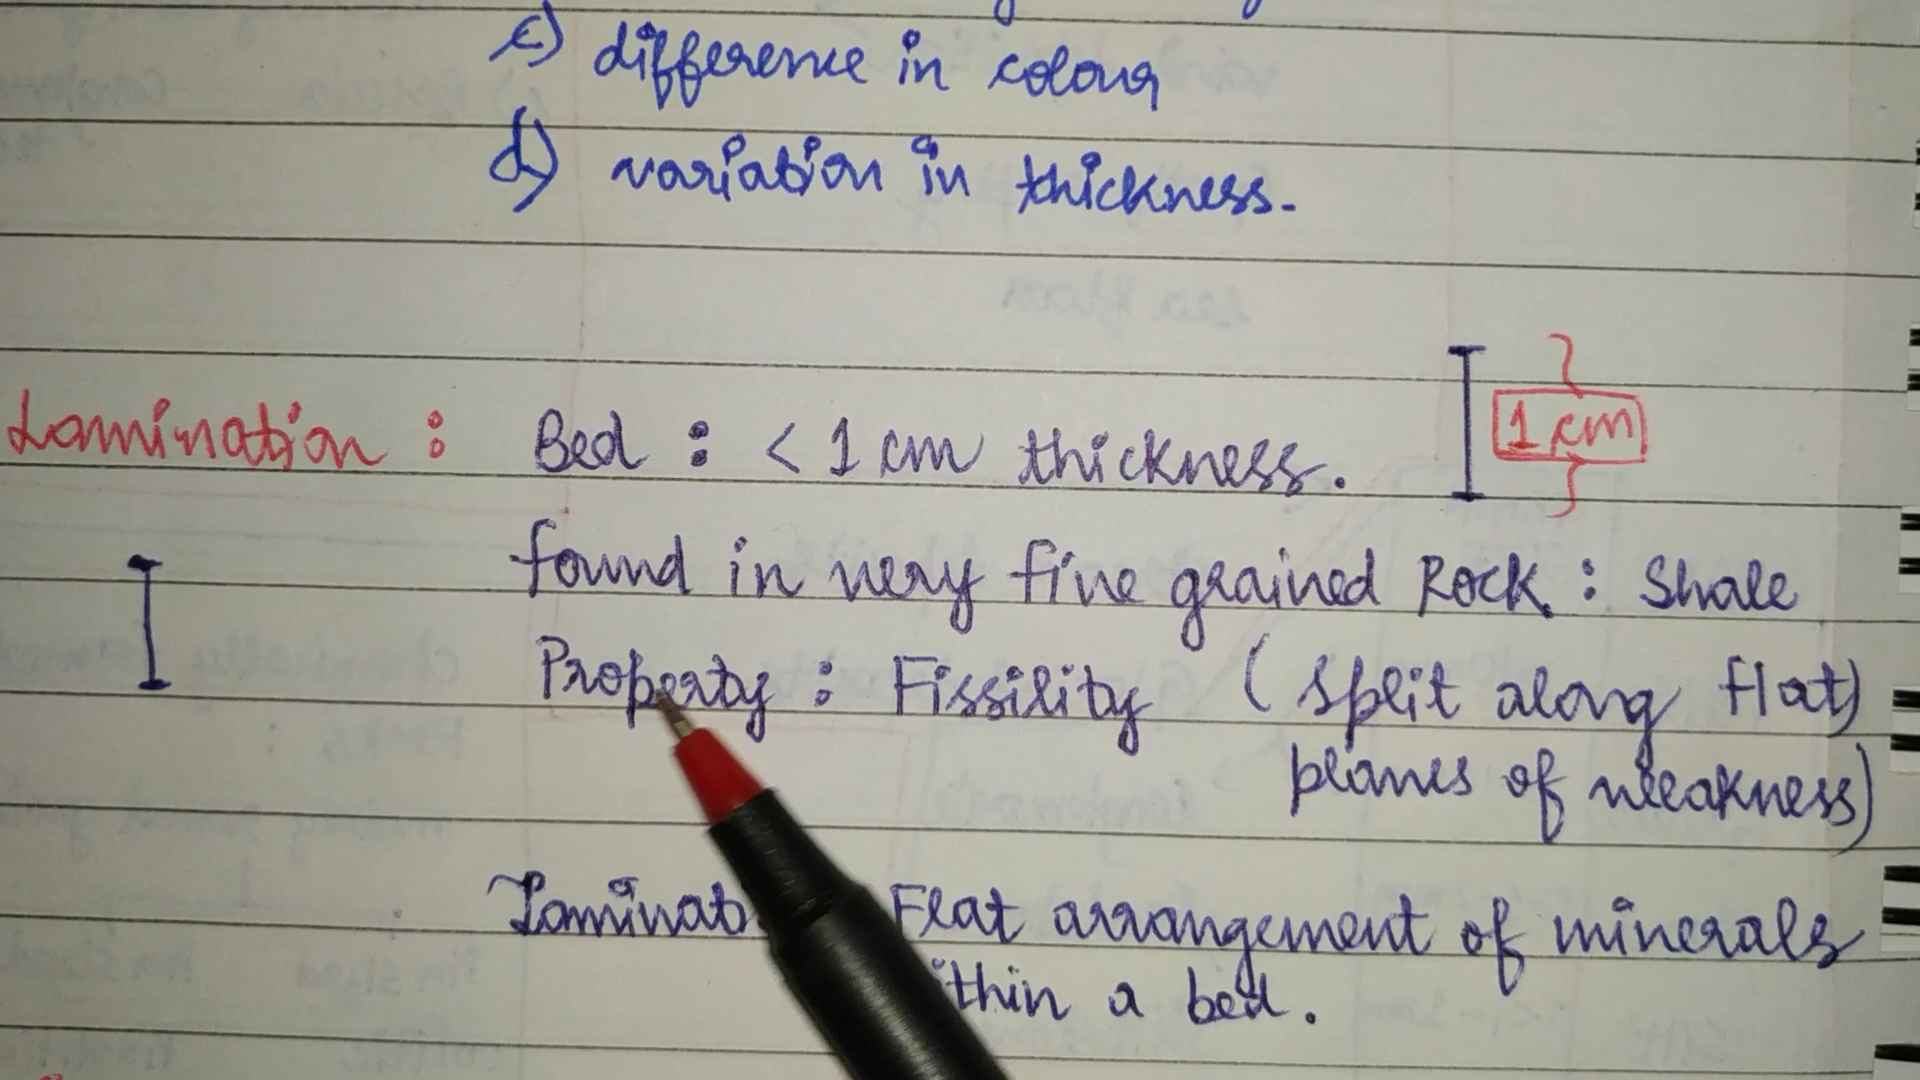 c) difference in colour
d) variation in thickness.
Lamination : Bed : < 1 cm thickness. 1 cm
found in very fine grained Rock : Shale
Property : Fissility ( split along flat)
planes of weakness)
Flat arrangement of minerals
a bed.